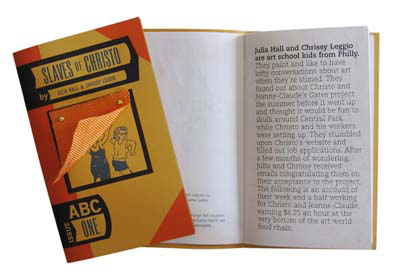 SLAVES OF CHRISTO
by
JULIA HALL & CHRISSY LEGGIO
ISSUE
ABC
ONE
Julia Hall and Chrissy Leggio
are art school kids from Philly.
They paint and like to have
lofty conversations about art
when they're stoned. They
found out about Christo and
Jeanne-Claude's Gates project
the summer before it went up
and thought it would be fun to
skulk around Central Park
while Christo and his workers
were setting up. They stumbled
upon Christo's website and
filled out job applications. After
a few months of wondering,
Julia and Chrissy received
emails congratulating them on
their acceptance to the project.
The following is an account of
their week and a half working
for Christo and Jeanne-Claude,
earning $6.25 an hour at the
very bottom of the art world
food chain.